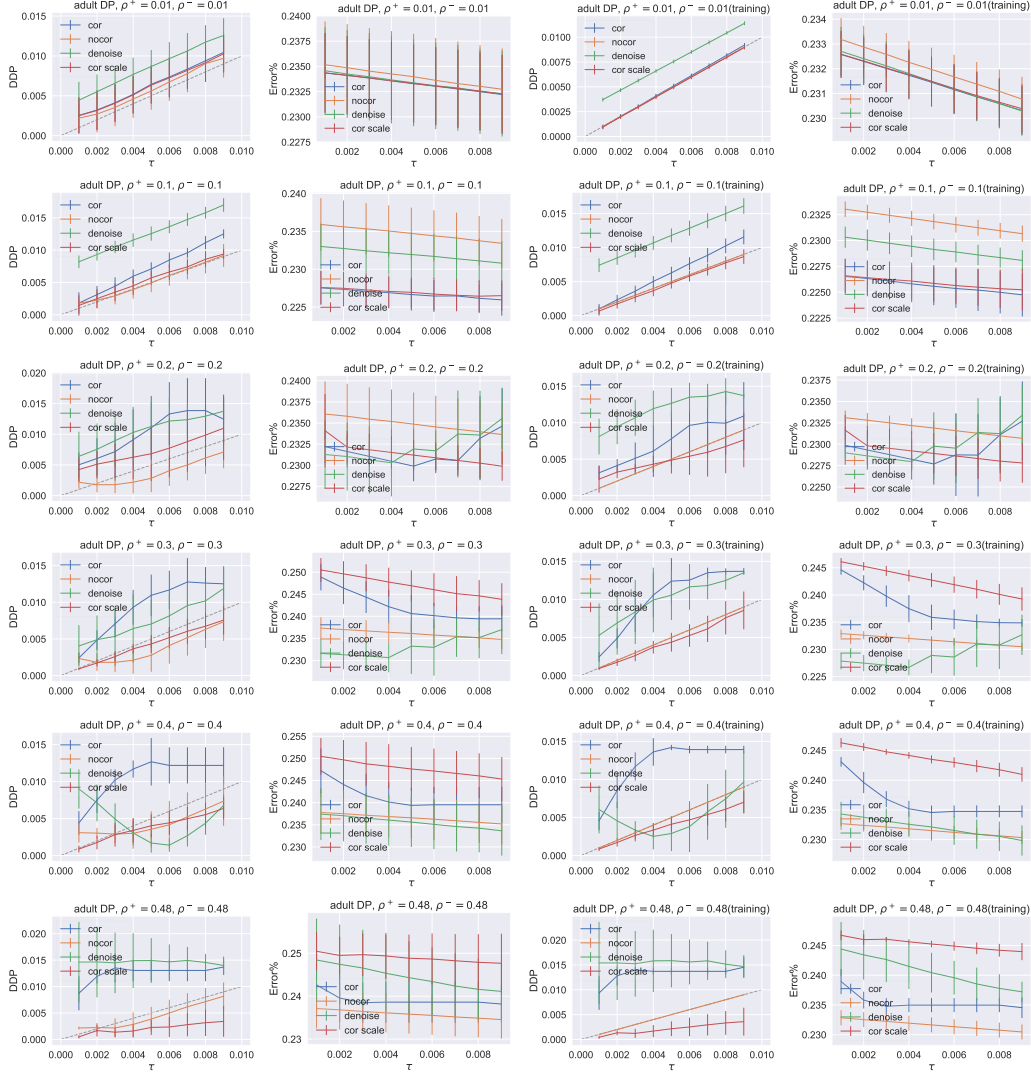 adult DP, ρ⁺ = 0.01, ρ⁻ = 0.01
adult DP, ρ⁺ = 0.01, ρ⁻ = 0.01
adult DP, ρ⁺ = 0.01, ρ⁻ = 0.01(training)
adult DP, ρ⁺ = 0.01, ρ⁻ = 0.01(training)
DDP
0.010
0.005
0.000
cor
nocor
denoise
cor scale
0.000 0.002 0.004 0.006 0.008 0.010
τ
Error%
0.2400
0.2375
0.2350
0.2325
0.2300
0.2275
0.2250
cor
nocor
denoise
cor scale
0.002 0.004 0.006 0.008
τ
DDP
0.0100
0.0075
0.0050
0.0025
0.0000
cor
nocor
denoise
cor scale
0.000 0.002 0.004 0.006 0.008 0.010
τ
Error%
0.234
0.233
0.232
0.231
0.230
cor
nocor
denoise
cor scale
0.002 0.004 0.006 0.008
τ
adult DP, ρ⁺ = 0.1, ρ⁻ = 0.1
adult DP, ρ⁺ = 0.1, ρ⁻ = 0.1
adult DP, ρ⁺ = 0.1, ρ⁻ = 0.1(training)
adult DP, ρ⁺ = 0.1, ρ⁻ = 0.1(training)
DDP
0.015
0.010
0.005
0.000
cor
nocor
denoise
cor scale
0.000 0.002 0.004 0.006 0.008 0.010
τ
Error%
0.240
0.235
0.230
0.225
cor
nocor
denoise
cor scale
0.002 0.004 0.006 0.008
τ
DDP
0.015
0.010
0.005
0.000
cor
nocor
denoise
cor scale
0.000 0.002 0.004 0.006 0.008 0.010
τ
Error%
0.2325
0.2300
0.2275
0.2250
0.2225
cor
nocor
denoise
cor scale
0.002 0.004 0.006 0.008
τ
adult DP, ρ⁺ = 0.2, ρ⁻ = 0.2
adult DP, ρ⁺ = 0.2, ρ⁻ = 0.2
adult DP, ρ⁺ = 0.2, ρ⁻ = 0.2(training)
adult DP, ρ⁺ = 0.2, ρ⁻ = 0.2(training)
DDP
0.020
0.015
0.010
0.005
0.000
cor
nocor
denoise
cor scale
0.000 0.002 0.004 0.006 0.008 0.010
τ
Error%
0.2400
0.2375
0.2350
0.2325
0.2300
0.2275
cor
nocor
denoise
cor scale
0.002 0.004 0.006 0.008
τ
DDP
0.015
0.010
0.005
0.000
cor
nocor
denoise
cor scale
0.000 0.002 0.004 0.006 0.008 0.010
τ
Error%
0.2375
0.2350
0.2325
0.2300
0.2275
0.2250
cor
nocor
denoise
cor scale
0.002 0.004 0.006 0.008
τ
adult DP, ρ⁺ = 0.3, ρ⁻ = 0.3
adult DP, ρ⁺ = 0.3, ρ⁻ = 0.3
adult DP, ρ⁺ = 0.3, ρ⁻ = 0.3(training)
adult DP, ρ⁺ = 0.3, ρ⁻ = 0.3(training)
DDP
0.015
0.010
0.005
0.000
cor
nocor
denoise
cor scale
0.000 0.002 0.004 0.006 0.008 0.010
τ
Error%
0.250
0.245
0.240
0.235
0.230
cor
nocor
denoise
cor scale
0.002 0.004 0.006 0.008
τ
DDP
0.015
0.010
0.005
0.000
cor
nocor
denoise
cor scale
0.000 0.002 0.004 0.006 0.008 0.010
τ
Error%
0.245
0.240
0.235
0.230
0.225
cor
nocor
denoise
cor scale
0.002 0.004 0.006 0.008
τ
adult DP, ρ⁺ = 0.4, ρ⁻ = 0.4
adult DP, ρ⁺ = 0.4, ρ⁻ = 0.4
adult DP, ρ⁺ = 0.4, ρ⁻ = 0.4(training)
adult DP, ρ⁺ = 0.4, ρ⁻ = 0.4(training)
DDP
0.015
0.010
0.005
0.000
cor
nocor
denoise
cor scale
0.000 0.002 0.004 0.006 0.008 0.010
τ
Error%
0.255
0.250
0.245
0.240
0.235
cor
nocor
denoise
cor scale
0.002 0.004 0.006 0.008
τ
DDP
0.015
0.010
0.005
0.000
cor
nocor
denoise
cor scale
0.000 0.002 0.004 0.006 0.008 0.010
τ
Error%
0.245
0.240
0.235
0.230
cor
nocor
denoise
cor scale
0.002 0.004 0.006 0.008
τ
adult DP, ρ⁺ = 0.48, ρ⁻ = 0.48
adult DP, ρ⁺ = 0.48, ρ⁻ = 0.48
adult DP, ρ⁺ = 0.48, ρ⁻ = 0.48(training)
adult DP, ρ⁺ = 0.48, ρ⁻ = 0.48(training)
DDP
0.020
0.015
0.010
0.005
0.000
cor
nocor
denoise
cor scale
0.000 0.002 0.004 0.006 0.008 0.010
τ
Error%
0.25
0.24
0.23
cor
nocor
denoise
cor scale
0.002 0.004 0.006 0.008
τ
DDP
0.020
0.015
0.010
0.005
0.000
cor
nocor
denoise
cor scale
0.000 0.002 0.004 0.006 0.008 0.010
τ
Error%
0.245
0.240
0.235
0.230
cor
nocor
denoise
cor scale
0.002 0.004 0.006 0.008
τ